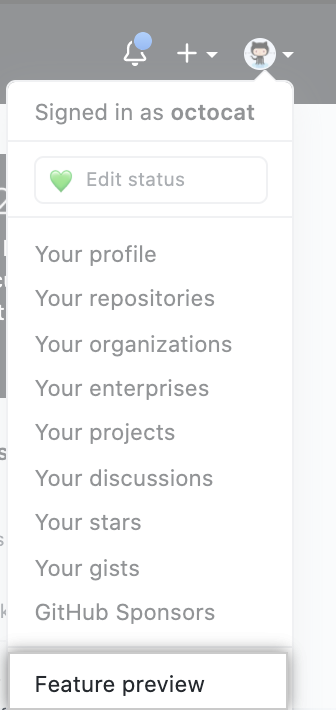 Signed in as octocat
Edit status
Your profile
Your repositories
Your organizations
Your enterprises
Your projects
Your discussions
Your stars
Your gists
GitHub Sponsors
Feature preview